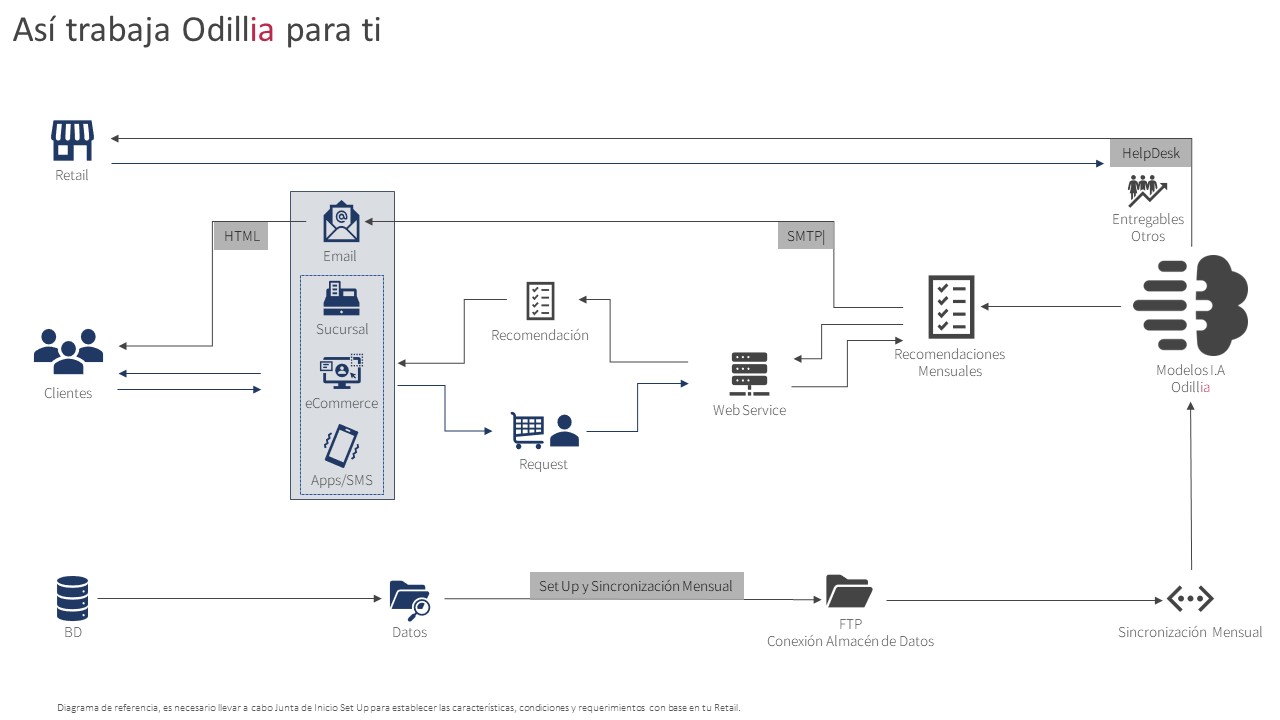 Así trabaja Odillia para ti
HelpDesk
Retail
Entregables
Otros
HTML
SMTP|
Email
Sucursal
Recomendación
Recomendaciones
Mensuales
Modelos I.A
Odillia
Clientes
eCommerce
Web Service
Request
Apps/SMS
Set Up y Sincronización Mensual
BD
Datos
FTP
Conexión Almacén de Datos
Sincronización Mensual
Diagrama de referencia, es necesario llevar a cabo Junta de Inicio Set Up para establecer las características, condiciones y requerimientos con base en tu Retail.